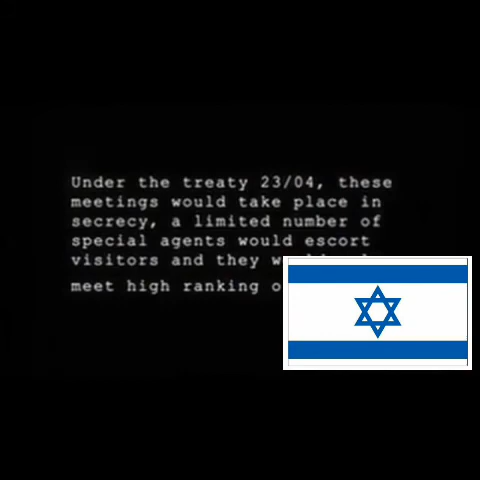 Under the treaty 23/04, these
meetings would take place in
secrecy, a limited number of
special agents would escort
visitors and they
meet high ranking